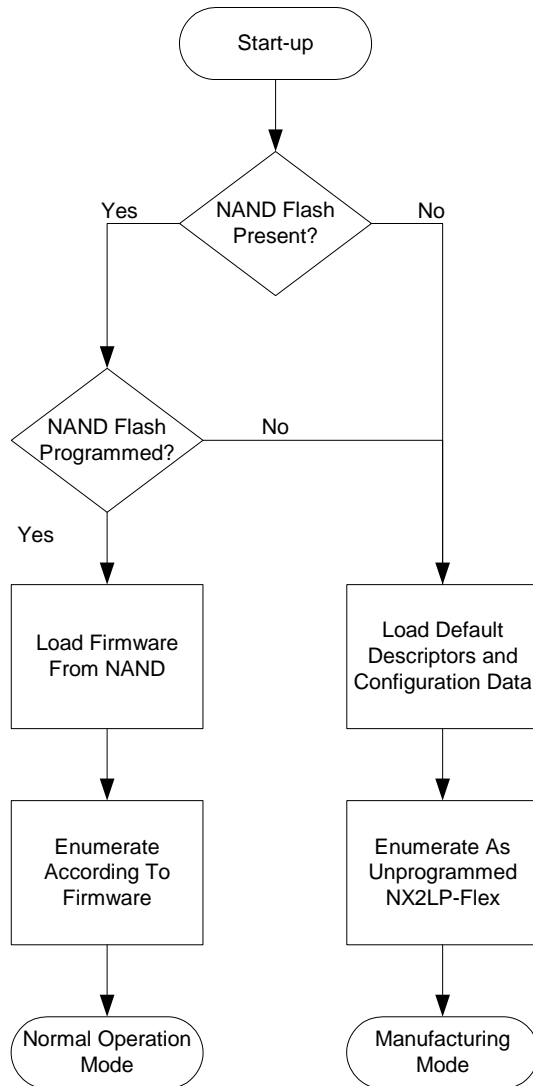 Start-up
Yes
NAND Flash
Present?
No
NAND Flash
Programmed?
No
Yes
Load Firmware
From NAND
Load Default
Descriptors and
Configuration Data
Enumerate
According To
Firmware
Enumerate As
Unprogrammed
NX2LP-Flex
Normal Operation
Mode
Manufacturing
Mode